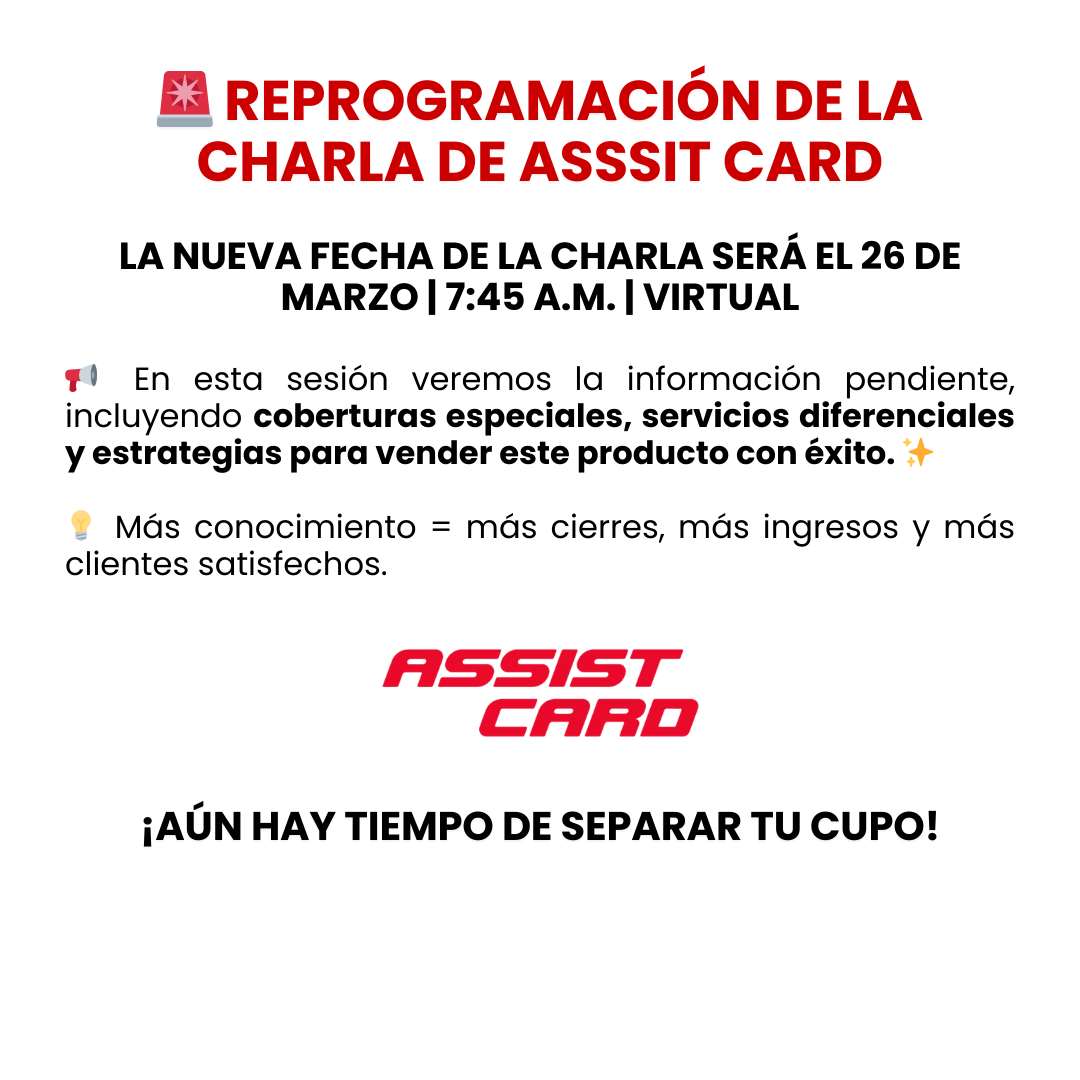 🚨 REPROGRAMACIÓN DE LA
CHARLA DE ASSSIT CARD
LA NUEVA FECHA DE LA CHARLA SERÁ EL 26 DE
MARZO | 7:45 A.M. | VIRTUAL
📢 En esta sesión veremos la información pendiente,
incluyendo coberturas especiales, servicios diferenciales
y estrategias para vender este producto con éxito. ✨
💡 Más conocimiento = más cierres, más ingresos y más
clientes satisfechos.
ASSIST
CARD
¡AÚN HAY TIEMPO DE SEPARAR TU CUPO!